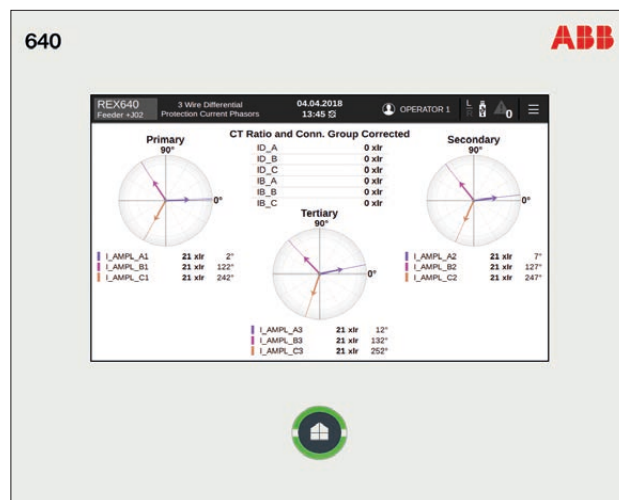 640
ABB
REX640
Feeder +J02
3 Wire Differential
Protection Current Phasors
04.04.2018
13:45
OPERATOR 1
L
R
0
CT Ratio and Conn. Group Corrected
Primary
90°
0°
ID_A 0 xIr
ID_B 0 xIr
ID_C 0 xIr
IB_A 0 xIr
IB_B 0 xIr
IB_C 0 xIr
Secondary
90°
0°
I_AMPL_A1 21 xIr 2°
I_AMPL_B1 21 xIr 122°
I_AMPL_C1 21 xIr 242°
Tertiary
90°
0°
I_AMPL_A2 21 xIr 7°
I_AMPL_B2 21 xIr 127°
I_AMPL_C2 21 xIr 247°
I_AMPL_A3 21 xIr 12°
I_AMPL_B3 21 xIr 132°
I_AMPL_C3 21 xIr 252°